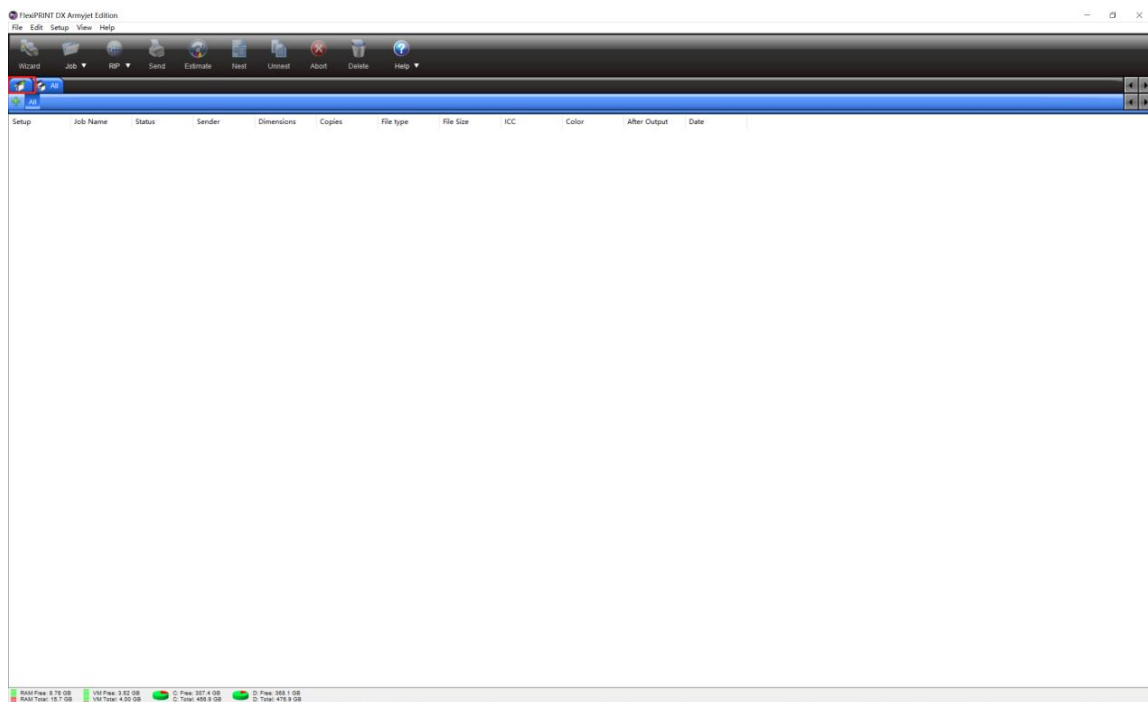 FlexiPRINT DX Armyjet Edition
File Edit Setup View Help
Wizard Job RIP Send Estimate Nest Unnest Abort Delete Help
All
All
Setup Job Name Status Sender Dimensions Copies File type File Size ICC Color After Output Date
RAM Free: 8.76 GB VM Free: 3.52 GB C: Free: 387.4 GB D: Free: 368.1 GB
RAM Total: 15.7 GB VM Total: 4.00 GB C: Total: 466.9 GB D: Total: 476.9 GB